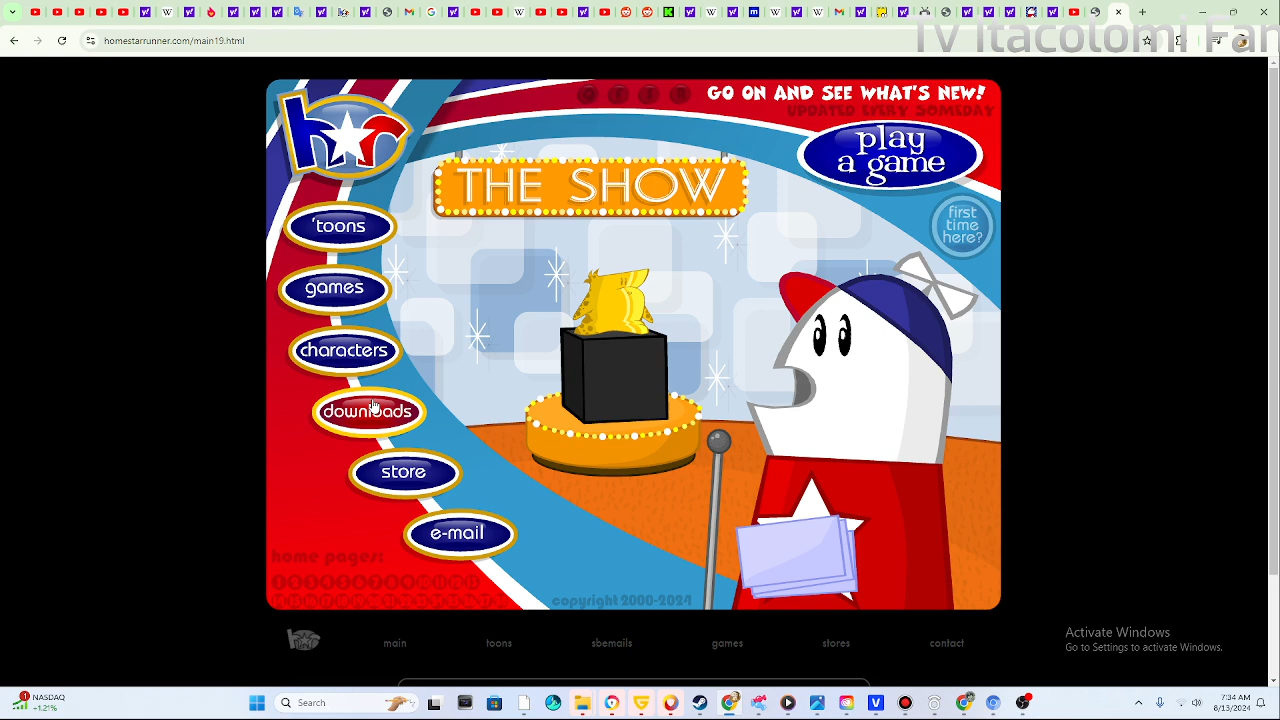 homestarrunner.com/main19.html
Tv Itacolomi Fan
hr
GO ON AND SEE WHAT'S NEW!
UPDATED EVERY SOMEDAY
play
a game
THE SHOW
first
time
here?
'toons
games
characters
downloads
store
e-mail
home pages:
copyright 2000-2024
main
toons
sbemails
games
stores
contact
Activate Windows
Go to Settings to activate Windows.
1
NASDAQ
Search
7:34 AM
6/13/2024